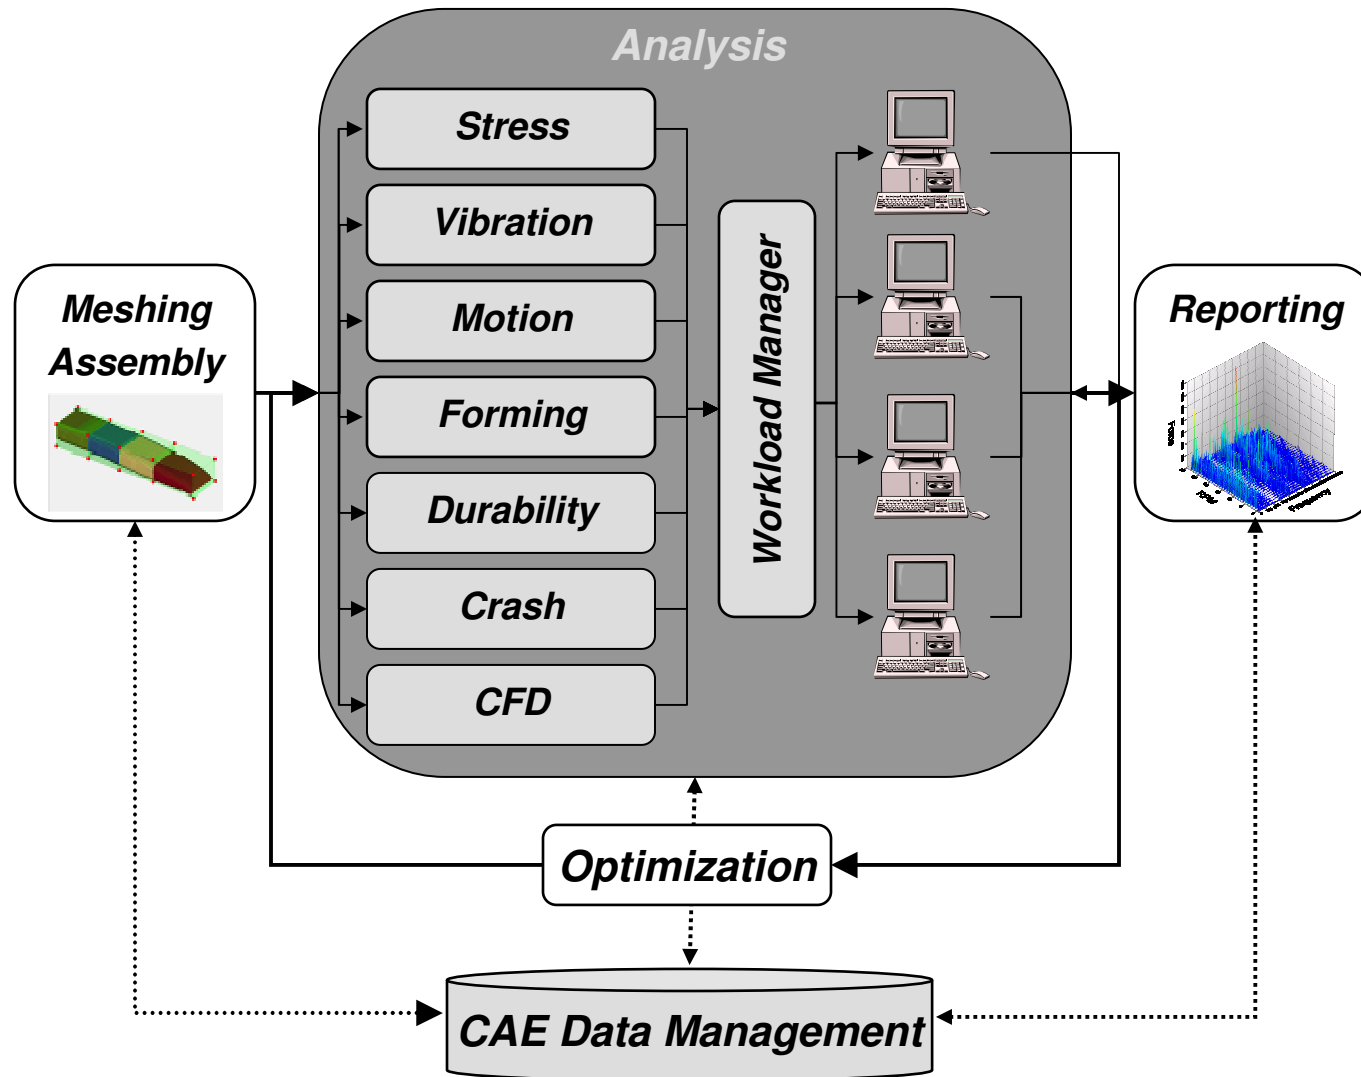 Analysis
Stress
Vibration
Motion
Forming
Durability
Crash
CFD
Workload Manager
Meshing
Assembly
Reporting
Optimization
CAE Data Management